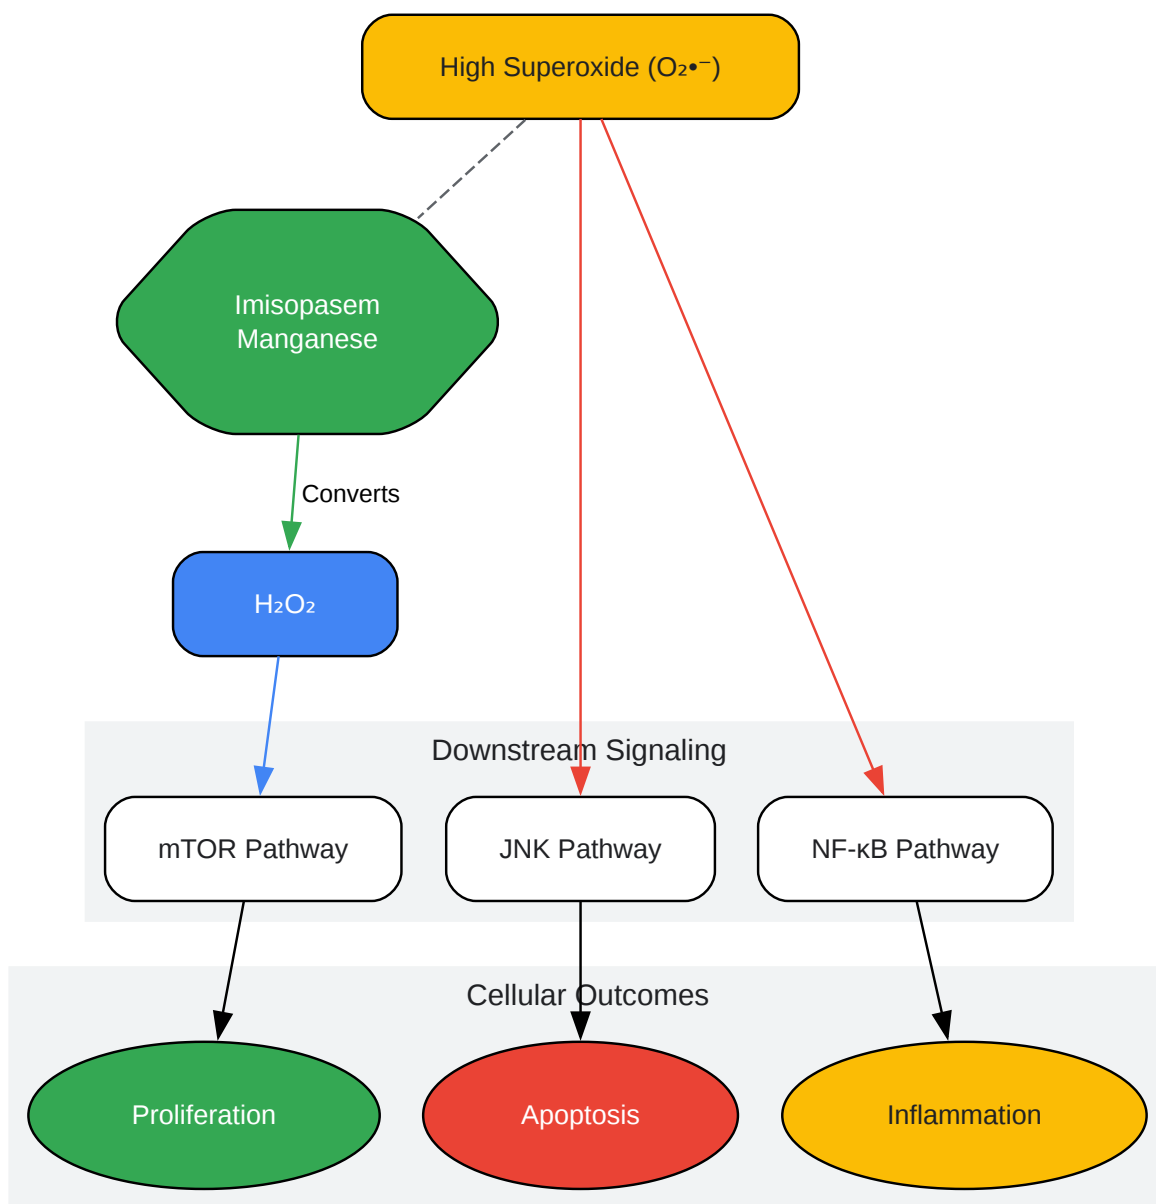 High Superoxide (O₂•⁻)
Imisopasem
Manganese
Converts
H₂O₂
Downstream Signaling
mTOR Pathway
JNK Pathway
NF-κB Pathway
Cellular Outcomes
Proliferation
Apoptosis
Inflammation